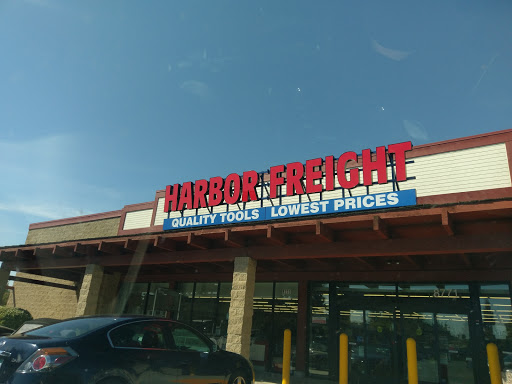 HARBOR FREIGHT
QUALITY TOOLS LOWEST PRICES